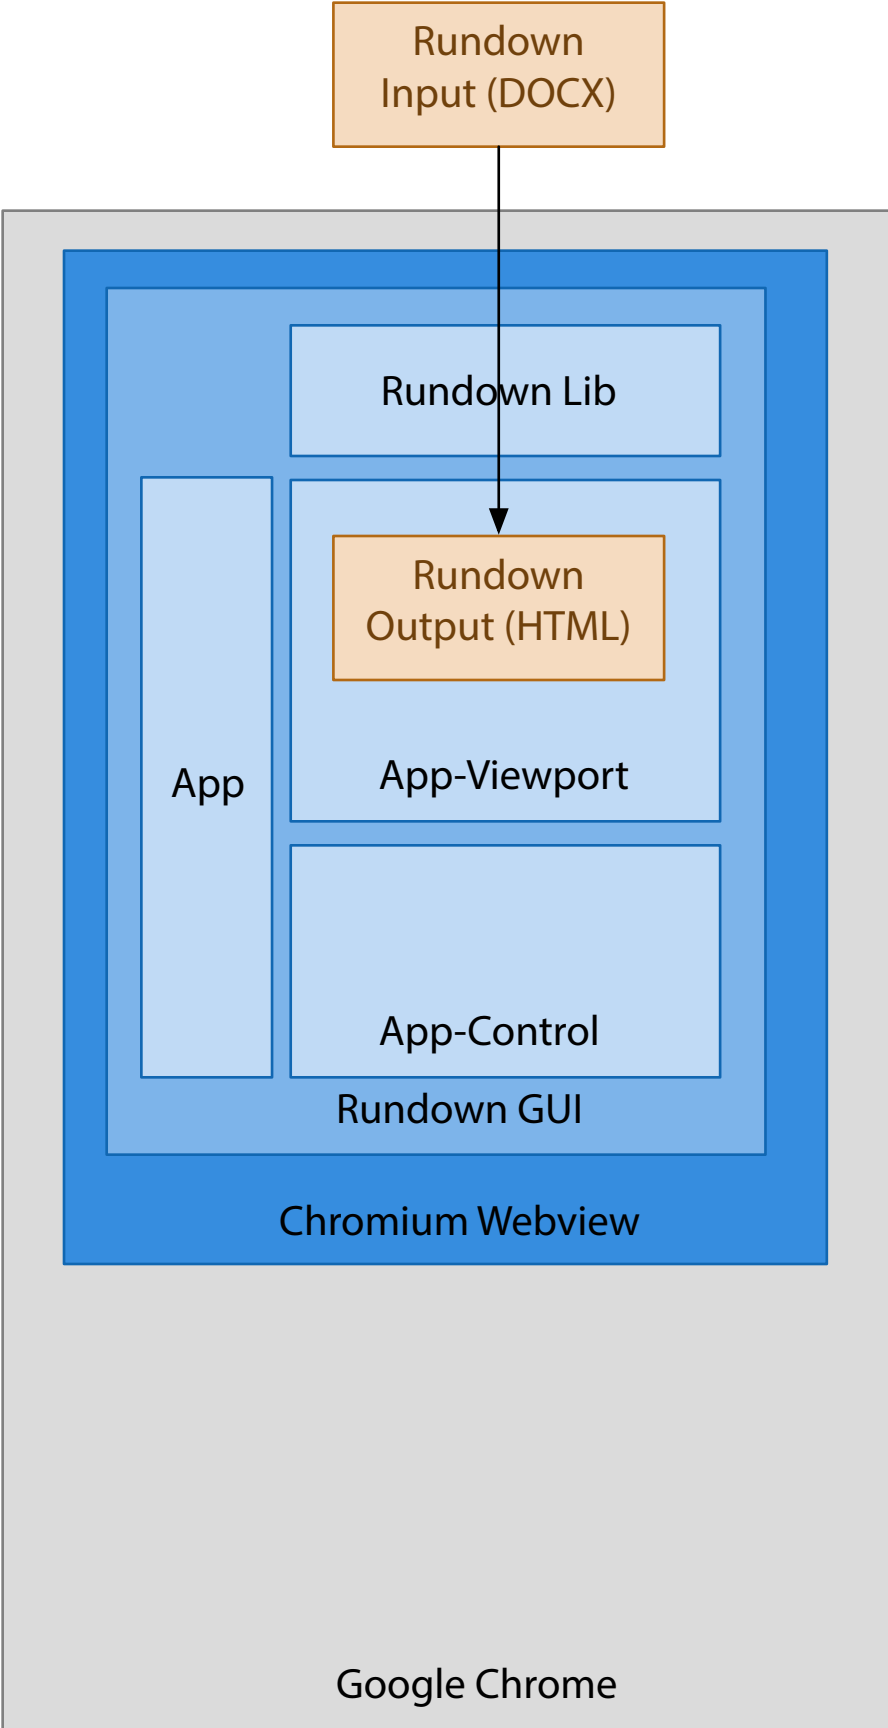 Rundown
Input (DOCX)
Rundown Lib
Rundown
Output (HTML)
App
App-Viewport
App-Control
Rundown GUI
Chromium Webview
Google Chrome